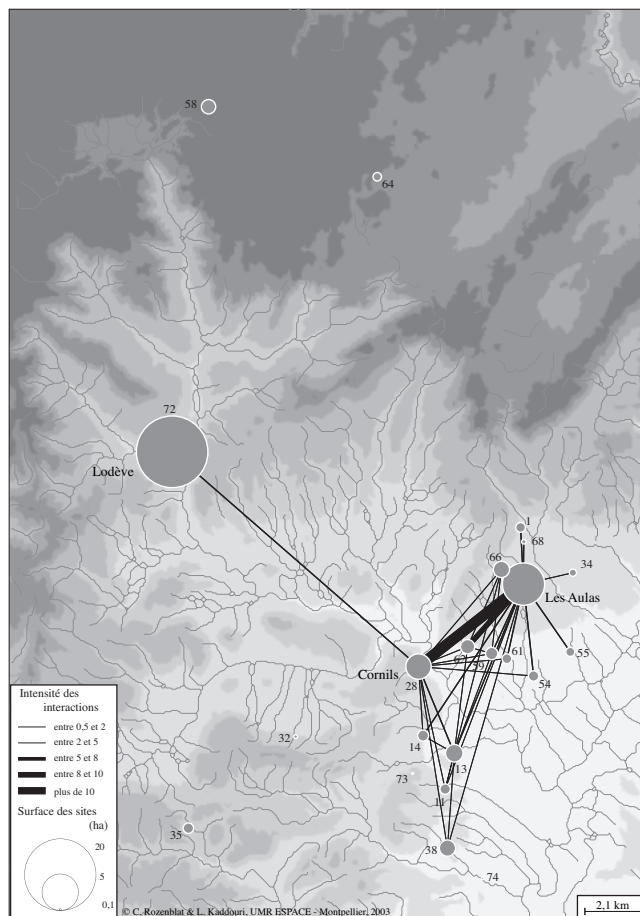 58
64
72
Lodève
1
68
66
34
Les Aulas
61
59
55
54
Cornils
28
14
13
32
73
11
35
38
74
Intensité des
interactions
entre 0,5 et 2
entre 2 et 5
entre 5 et 8
entre 8 et 10
plus de 10
Surface des sites
(ha)
20
5
0,1
© C. Rozenblat & L. Kaddouri, UMR ESPACE - Montpellier, 2003
2,1 km